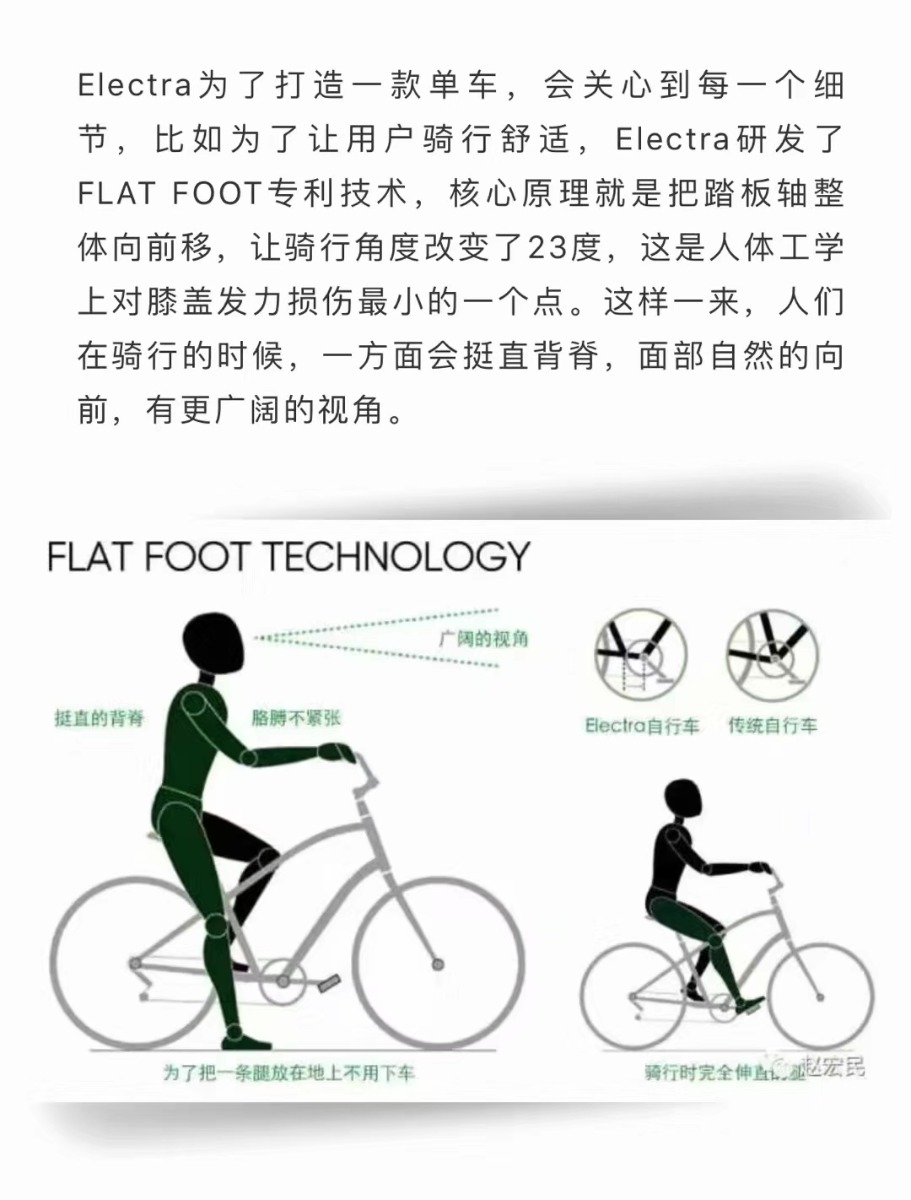 Electra为了打造一款单车，会关心到每一个细
节，比如为了让用户骑行舒适，Electra研发了
FLAT FOOT专利技术，核心原理就是把踏板轴整
体向前移，让骑行角度改变了23度，这是人体工学
上对膝盖发力损伤最小的一个点。这样一来，人们
在骑行的时候，一方面会挺直背脊，面部自然的向
前，有更广阔的视角。
FLAT FOOT TECHNOLOGY
广阔的视角
挺直的背脊
胳膊不紧张
Electra自行车
传统自行车
为了把一条腿放在地上不用下车
骑行时完全伸直的腿
赵宏民